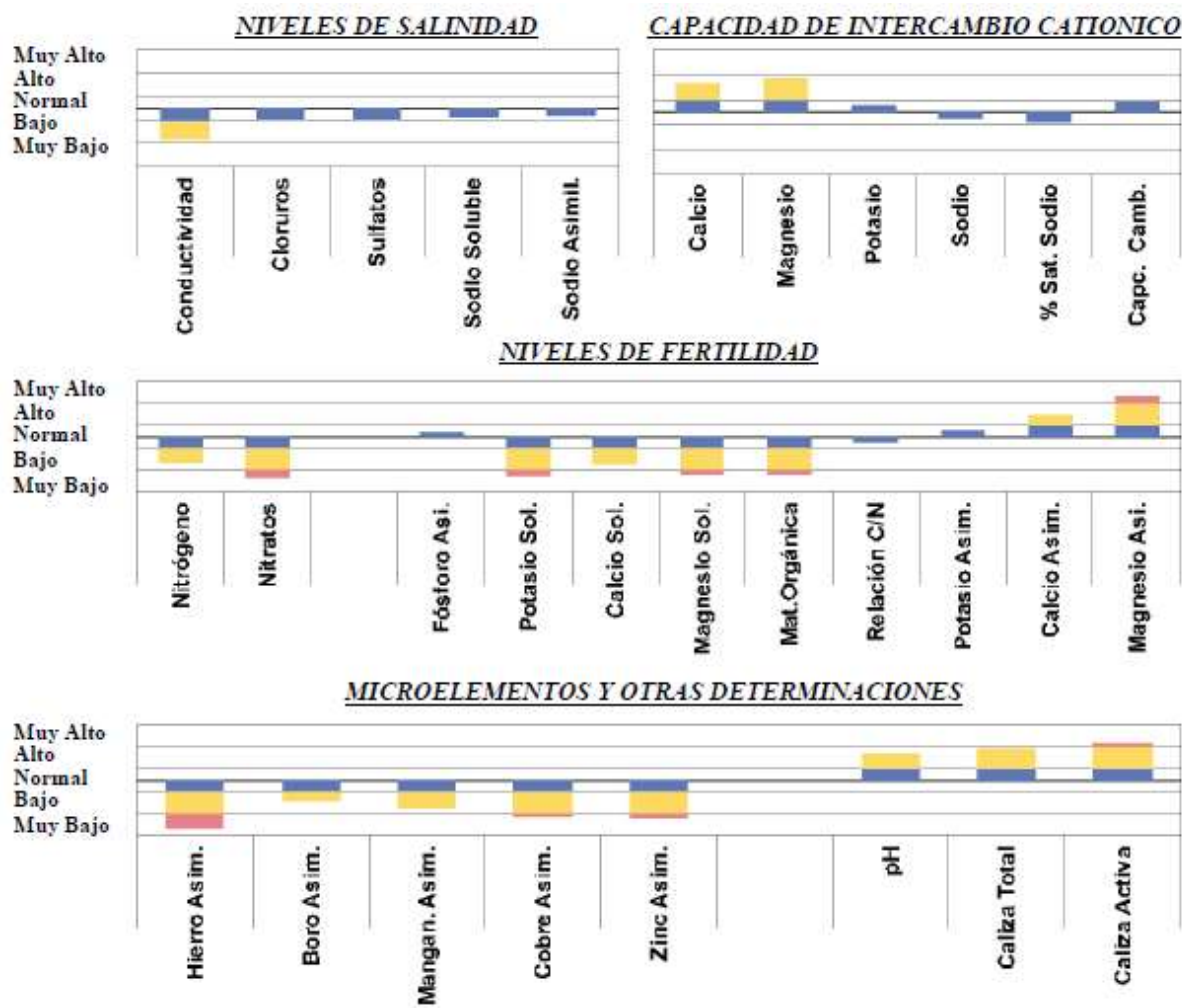 NIVELES DE SALINIDAD
Muy Alto
Alto
Normal
Bajo
Muy Bajo
Conductividad
Cloruros
Sulfatos
Sodio Soluble
Sodio Asimil.
CAPACIDAD DE INTERCAMBIO CATIONICO
Calcio
Magnesio
Potasio
Sodio
% Sat. Sodio
Capc. Camb.
NIVELES DE FERTILIDAD
Muy Alto
Alto
Normal
Bajo
Muy Bajo
Nitrógeno
Nitratos
Fósforo Asi.
Potasio Sol.
Calcio Sol.
Magnesio Sol.
Mat.Orgánica
Relación C/N
Potasio Asim.
Calcio Asim.
Magnesio Asi.
MICROELEMENTOS Y OTRAS DETERMINACIONES
Muy Alto
Alto
Normal
Bajo
Muy Bajo
Hierro Asim.
Boro Asim.
Mangan. Asim.
Cobre Asim.
Zinc Asim.
pH
Caliza Total
Caliza Activa